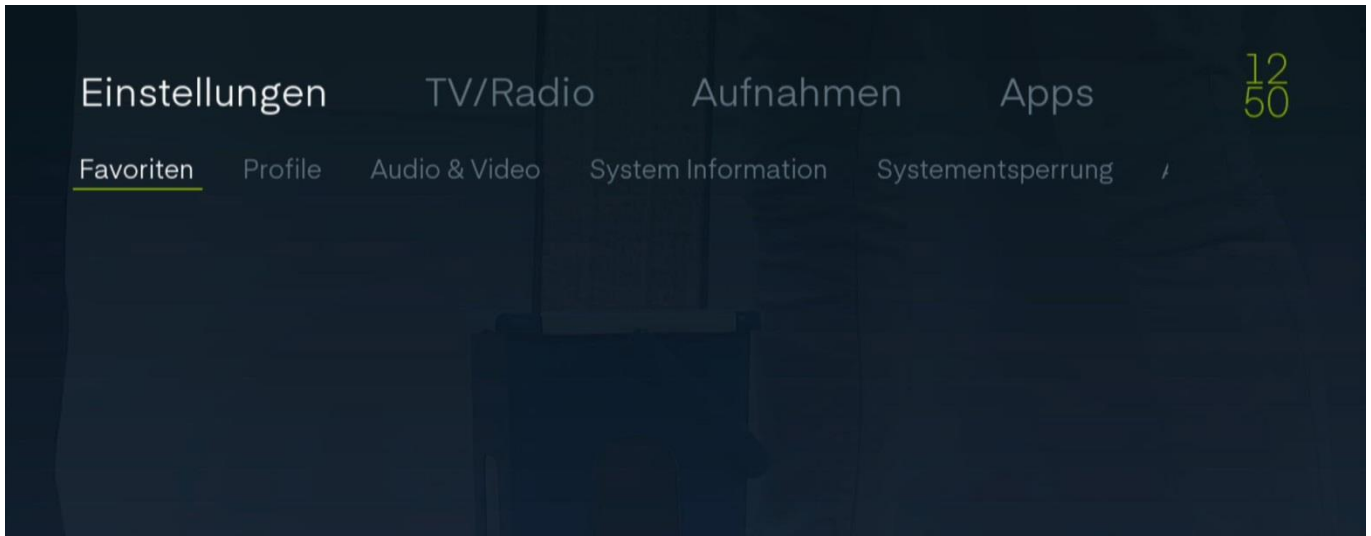 Einstellungen TV/Radio Aufnahmen Apps
12
50
Favoriten Profile Audio & Video System Information Systementsperrung